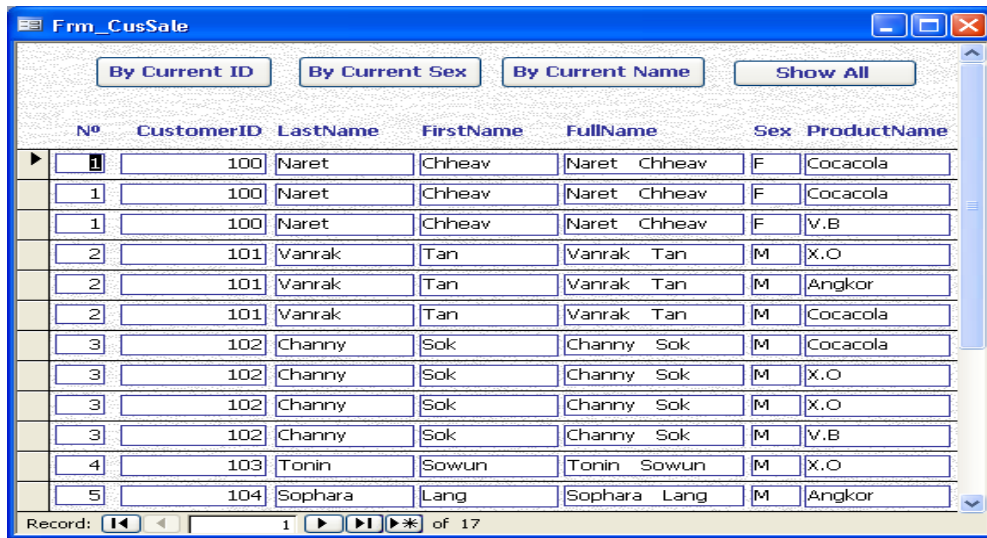 Frm_CusSale
By Current ID By Current Sex By Current Name Show All
Nº CustomerID LastName FirstName FullName Sex ProductName
1 100 Naret Chheav Naret Chheav F Cocacola
1 100 Naret Chheav Naret Chheav F Cocacola
1 100 Naret Chheav Naret Chheav F V.B
2 101 Vanrak Tan Vanrak Tan M X.O
2 101 Vanrak Tan Vanrak Tan M Angkor
2 101 Vanrak Tan Vanrak Tan M Cocacola
3 102 Channy Sok Channy Sok M Cocacola
3 102 Channy Sok Channy Sok M X.O
3 102 Channy Sok Channy Sok M X.O
3 102 Channy Sok Channy Sok M V.B
4 103 Tonin Sowun Tonin Sowun M X.O
5 104 Sophara Lang Sophara Lang M Angkor
Record: 1 of 17